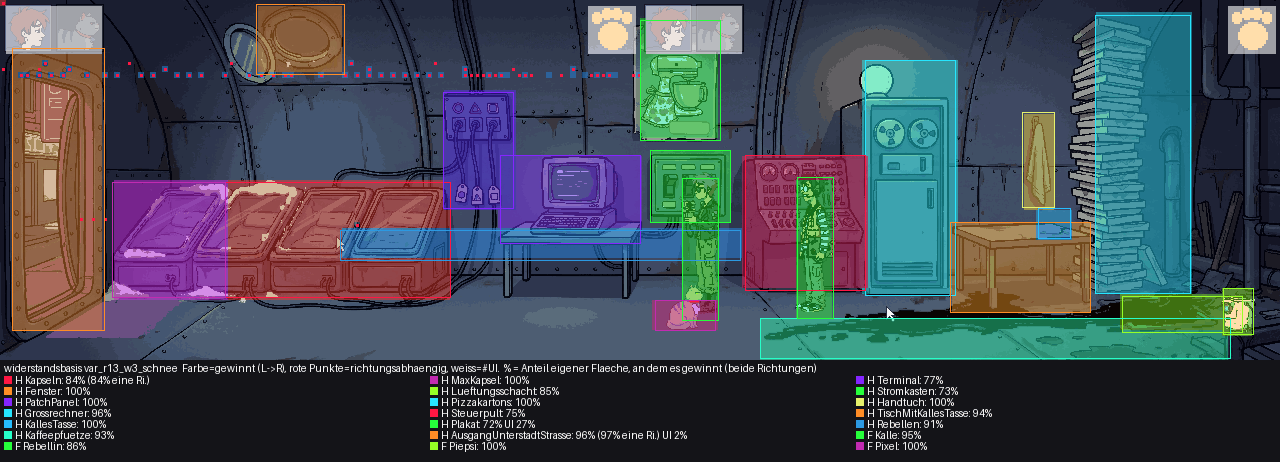 widerstandsbasis var_r13_w3_schnee Farbe=gewinnt (L->R), rote Punkte=richtungsabhaengig, weiss=#UI. % = Anteil eigener Flaeche, an dem es gewinnt (beide Richtungen)
H Kapseln: 84% (84% eine Ri.)
H Fenster: 100%
H PatchPanel: 100%
H Grossrechner: 96%
H KallesTasse: 100%
H Kaffeepfuetze: 93%
F Rebellin: 86%
H MaxKapsel: 100%
H Lueftungsschacht: 85%
H Pizzakartons: 100%
H Steuerpult: 75%
H Plakat: 72% UI 27%
H AusgangUnterstadtStrasse: 96% (97% eine Ri.) UI 2%
F Piepsi: 100%
H Terminal: 77%
H Stromkasten: 73%
H Handtuch: 100%
H TischMitKallesTasse: 94%
H Rebellen: 91%
F Kalle: 95%
F Pixel: 100%